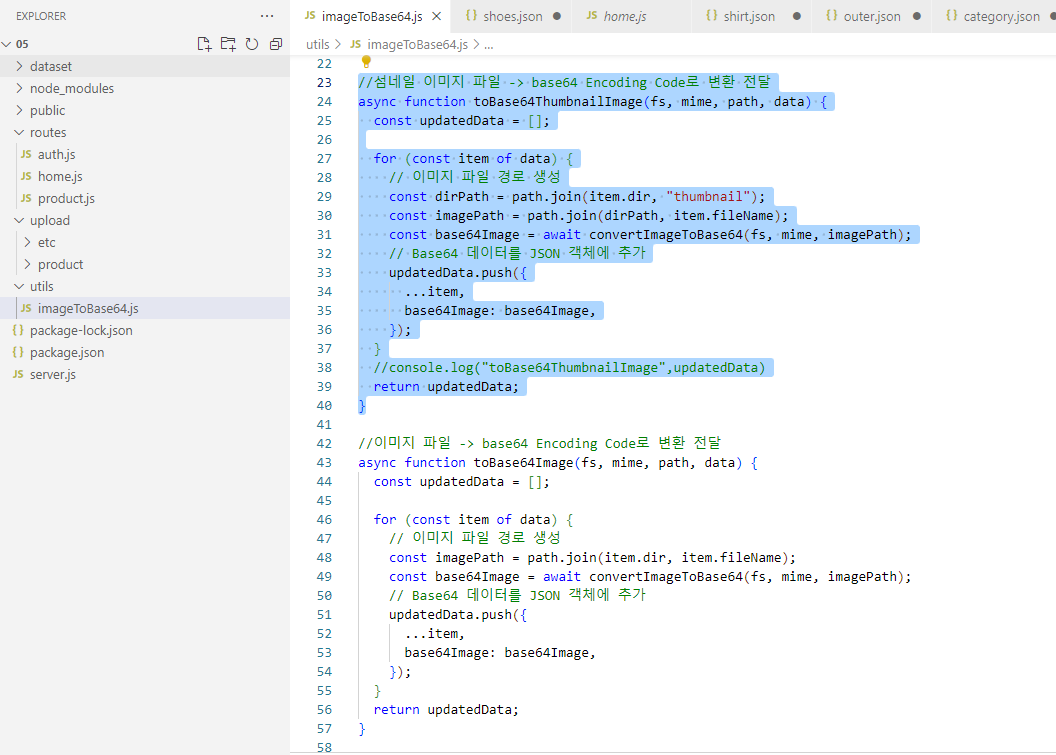 EXPLORER ···
05
dataset
node_modules
public
routes
JS auth.js
JS home.js
JS product.js
upload
etc
product
utils
JS imageToBase64.js
{} package-lock.json
{} package.json
JS server.js
JS imageToBase64.js × {} shoes.json ● JS home.js {} shirt.json ● {} outer.json ● {} category.json ●
utils > JS imageToBase64.js > ...
22
23 //섬네일 이미지 파일 -> base64 Encoding Code로 변환 전달
24 async function toBase64ThumbnailImage(fs, mime, path, data) {
25   const updatedData = [];
26
27   for (const item of data) {
28     // 이미지 파일 경로 생성
29     const dirPath = path.join(item.dir, "thumbnail");
30     const imagePath = path.join(dirPath, item.fileName);
31     const base64Image = await convertImageToBase64(fs, mime, imagePath);
32     // Base64 데이터를 JSON 객체에 추가
33     updatedData.push({
34       ...item,
35       base64Image: base64Image,
36     });
37   }
38   //console.log("toBase64ThumbnailImage",updatedData)
39   return updatedData;
40 }
41
42 //이미지 파일 -> base64 Encoding Code로 변환 전달
43 async function toBase64Image(fs, mime, path, data) {
44   const updatedData = [];
45
46   for (const item of data) {
47     // 이미지 파일 경로 생성
48     const imagePath = path.join(item.dir, item.fileName);
49     const base64Image = await convertImageToBase64(fs, mime, imagePath);
50     // Base64 데이터를 JSON 객체에 추가
51     updatedData.push({
52       ...item,
53       base64Image: base64Image,
54     });
55   }
56   return updatedData;
57 }
58